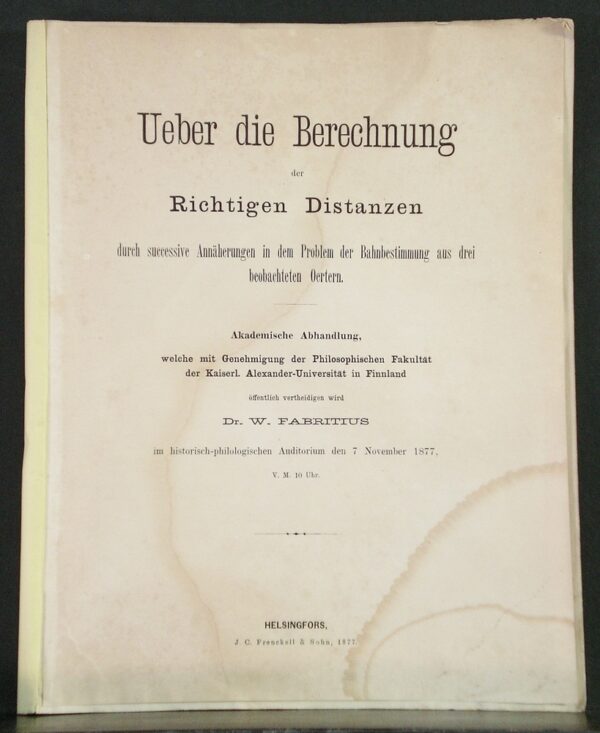 Ueber die Berechnung
der
Richtigen Distanzen
durch successive Annäherungen in dem Problem der Bahnbestimmung aus drei
beobachteten Oertern.
Akademische Abhandlung,
welche mit Genehmigung der Philosophischen Fakultät
der Kaiserl. Alexander-Universität in Finnland
öffentlich vertheidigen wird
Dr. W. FABRITIUS
im historisch-philologischen Auditorium den 7 November 1877,
V. M. 10 Uhr.
HELSINGFORS,
J. C. Frenckell & Sohn, 1877.